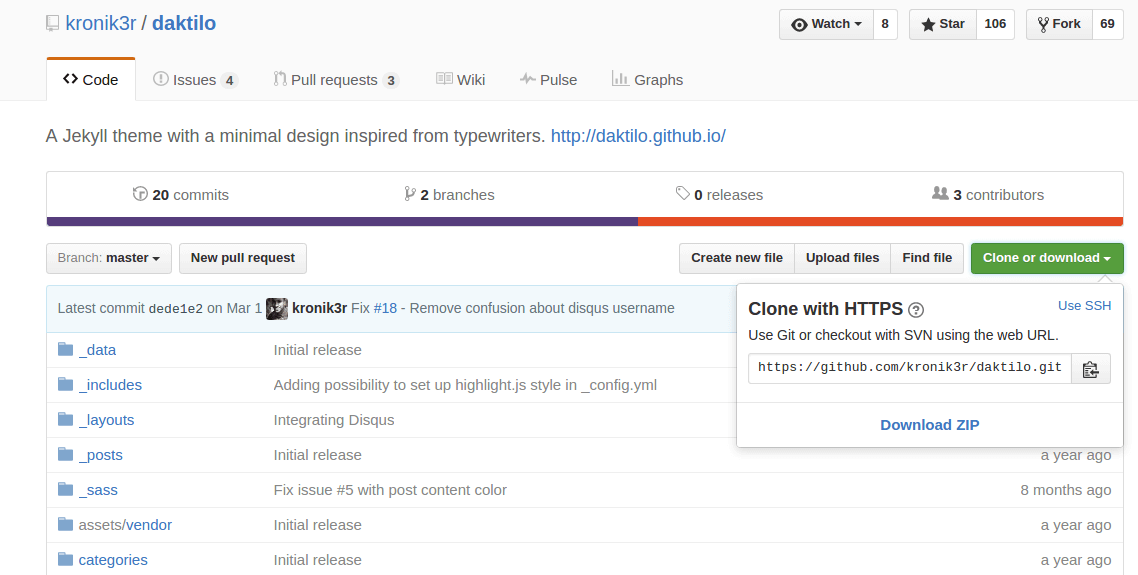 kronik3r / daktilo
Watch 8 Star 106 Fork 69
Code Issues 4 Pull requests 3 Wiki Pulse Graphs
A Jekyll theme with a minimal design inspired from typewriters. http://daktilo.github.io/
20 commits 2 branches 0 releases 3 contributors
Branch: master New pull request Create new file Upload files Find file Clone or download
Latest commit dede1e2 on Mar 1 kronik3r Fix #18 - Remove confusion about disqus username
Clone with HTTPS ? Use SSH
Use Git or checkout with SVN using the web URL.
https://github.com/kronik3r/daktilo.git
Download ZIP
_data Initial release
_includes Adding possibility to set up highlight.js style in _config.yml
_layouts Integrating Disqus
_posts Initial release a year ago
_sass Fix issue #5 with post content color 8 months ago
assets/vendor Initial release a year ago
categories Initial release a year ago